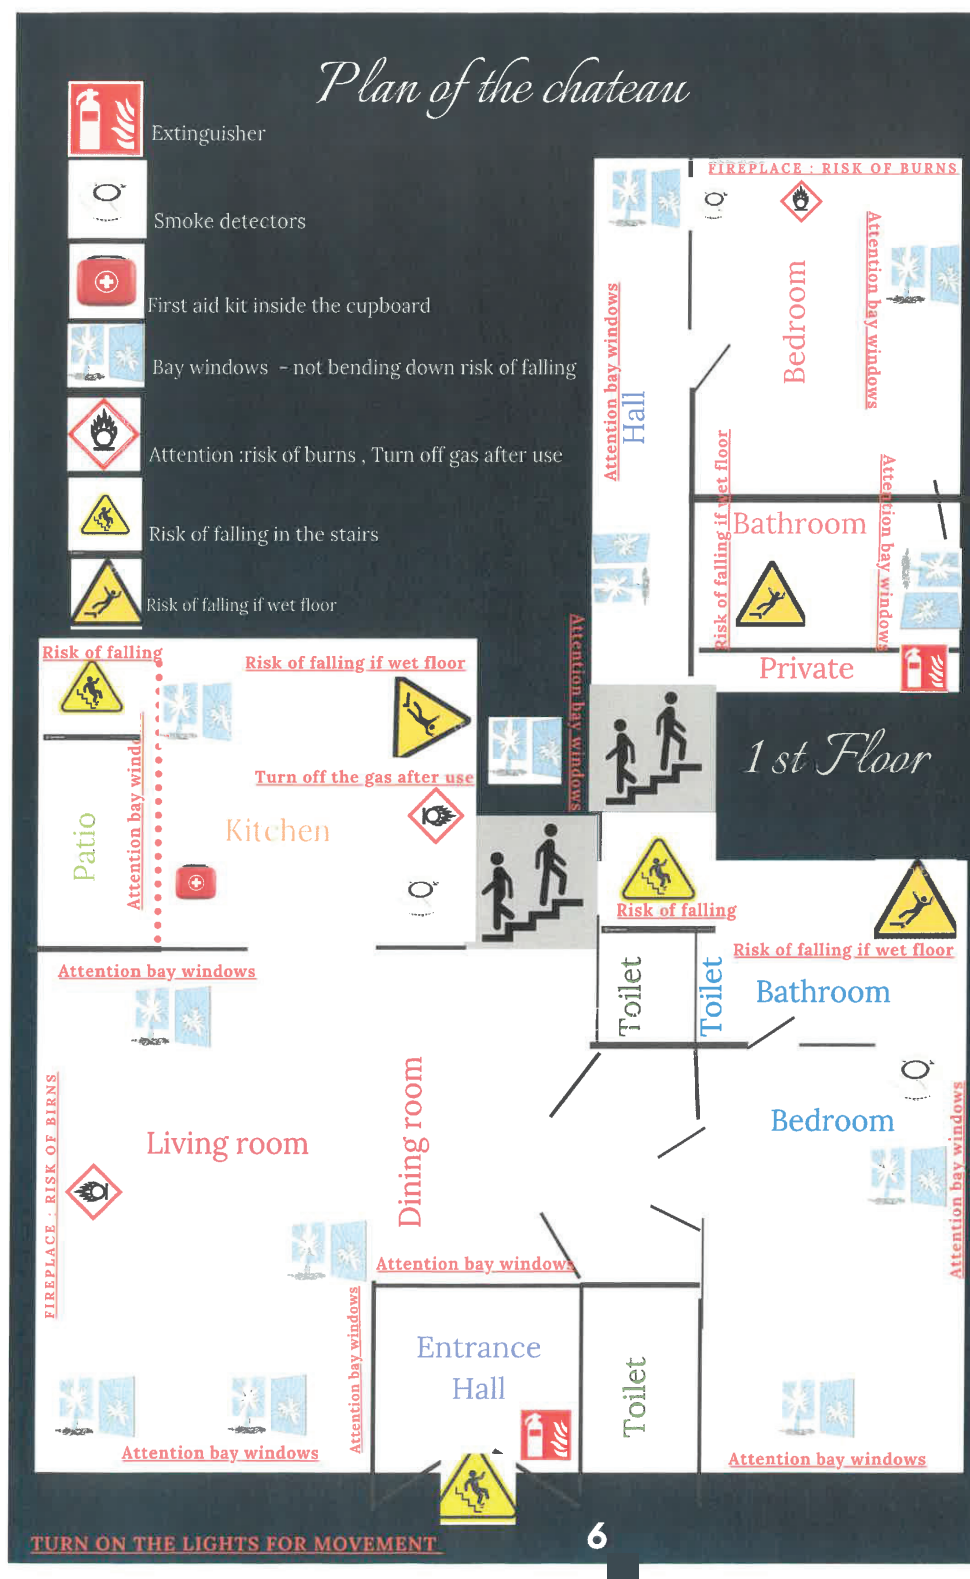 Plan of the chateau
Extinguisher
Smoke detectors
First aid kit inside the cupboard
Bay windows - not bending down risk of falling
Attention :risk of burns , Turn off gas after use
Risk of falling in the stairs
Risk of falling if wet floor
FIREPLACE : RISK OF BURNS
Attention bay windows
Bedroom
Attention bay windows
Hall
Risk of falling if wet floor
Bathroom
Attention bay windows
Private
Attention bay windows
1 st Floor
Risk of falling
Risk of falling if wet floor
Attention bay windo
Turn off the gas after use
Patio
Kitchen
Risk of falling
Risk of falling if wet floor
Attention bay windows
Toilet
Toilet
Bathroom
FIREPLACE : RISK OF BIRNS
Living room
Dining room
Bedroom
Attention bay windows
Attention bay windows
Attention bay windows
Entrance
Hall
Toilet
Attention bay windows
Attention bay windows
TURN ON THE LIGHTS FOR MOVEMENT
6